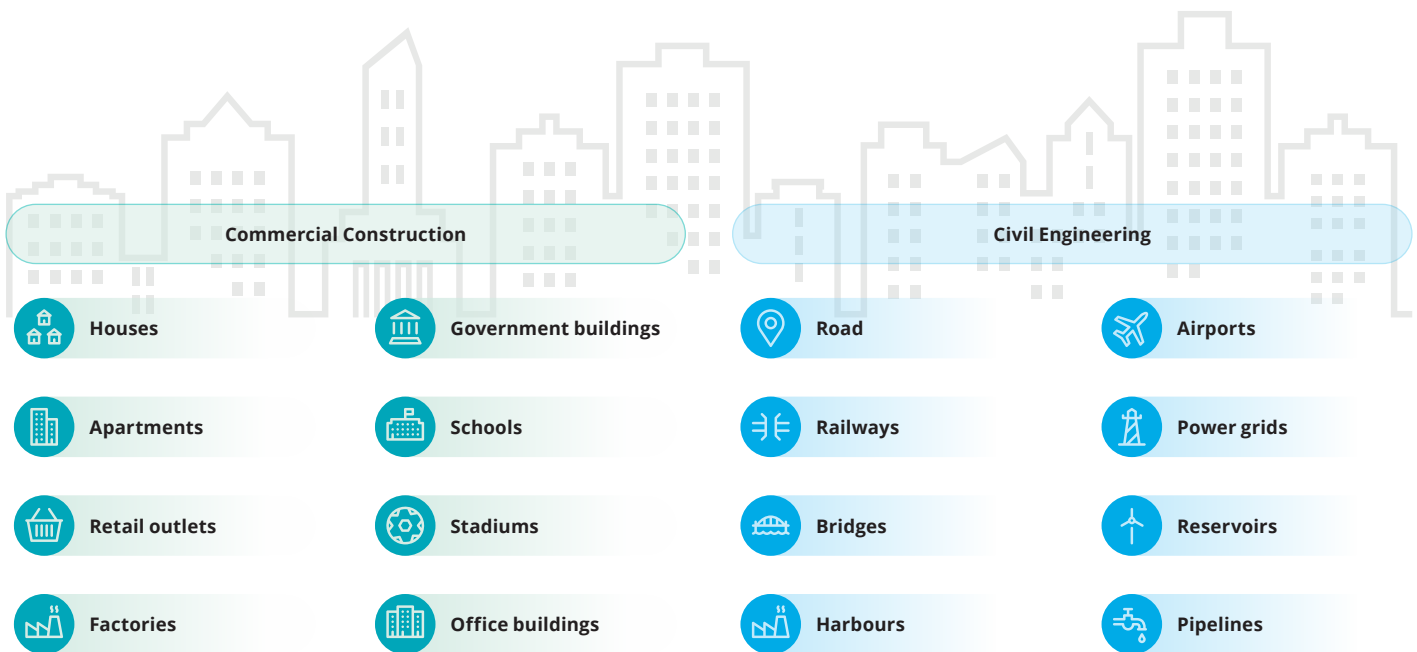 Commercial Construction
Houses
Government buildings
Apartments
Schools
Retail outlets
Stadiums
Factories
Office buildings
Civil Engineering
Road
Airports
Railways
Power grids
Bridges
Reservoirs
Harbours
Pipelines